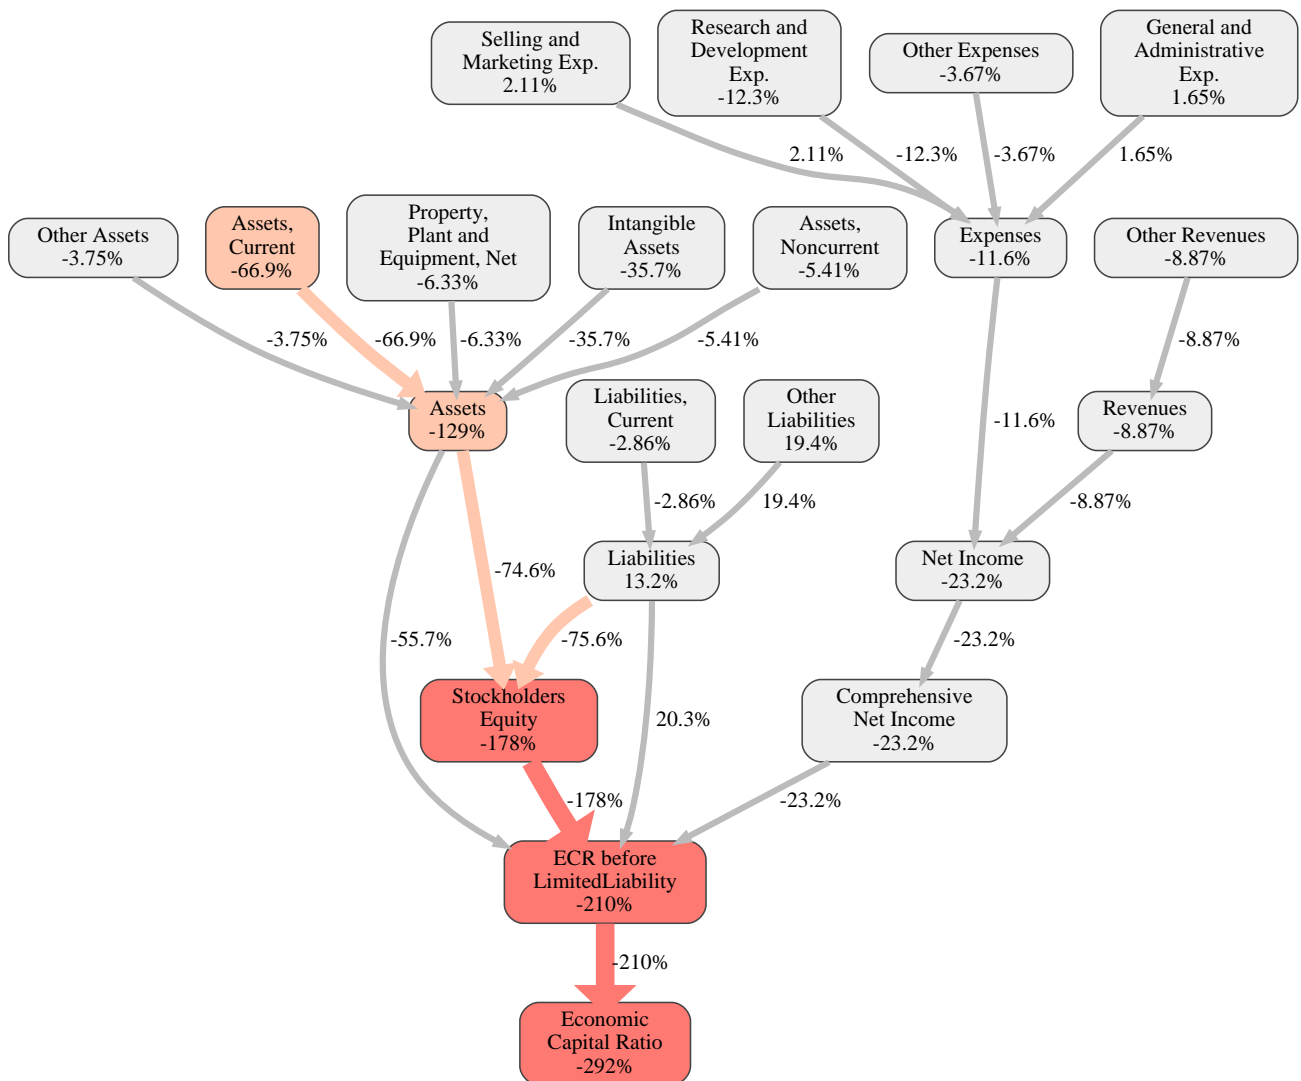 Selling and
Marketing Exp.
2.11%
Research and
Development
Exp.
-12.3%
Other Expenses
-3.67%
General and
Administrative
Exp.
1.65%
2.11%
-12.3%
-3.67%
1.65%
Other Assets
-3.75%
Assets,
Current
-66.9%
Property,
Plant and
Equipment, Net
-6.33%
Intangible
Assets
-35.7%
Assets,
Noncurrent
-5.41%
Expenses
-11.6%
Other Revenues
-8.87%
-3.75%
-66.9%
-6.33%
-35.7%
-5.41%
-8.87%
Assets
-129%
Liabilities,
Current
-2.86%
Other
Liabilities
19.4%
-11.6%
Revenues
-8.87%
-2.86%
19.4%
-8.87%
Liabilities
13.2%
Net Income
-23.2%
-74.6%
-55.7%
-75.6%
-23.2%
Stockholders
Equity
-178%
20.3%
Comprehensive
Net Income
-23.2%
-178%
-23.2%
ECR before
LimitedLiability
-210%
-210%
Economic
Capital Ratio
-292%